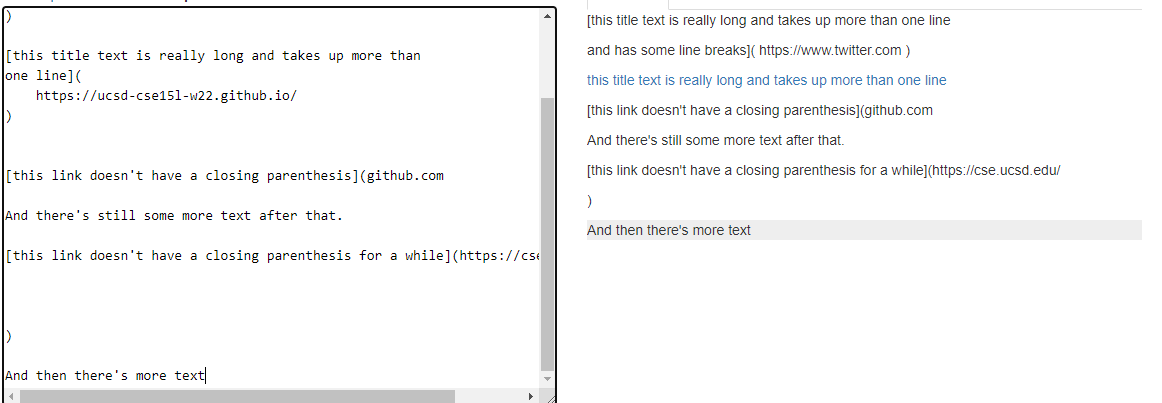 )
[this title text is really long and takes up more than
one line](
https://ucsd-cse15l-w22.github.io/
)
[this link doesn't have a closing parenthesis](github.com
And there's still some more text after that.
[this link doesn't have a closing parenthesis for a while](https://cse
)
And then there's more text
[this title text is really long and takes up more than one line
and has some line breaks]( https://www.twitter.com )
this title text is really long and takes up more than one line
[this link doesn't have a closing parenthesis](github.com
And there's still some more text after that.
[this link doesn't have a closing parenthesis for a while](https://cse.ucsd.edu/
)
And then there's more text